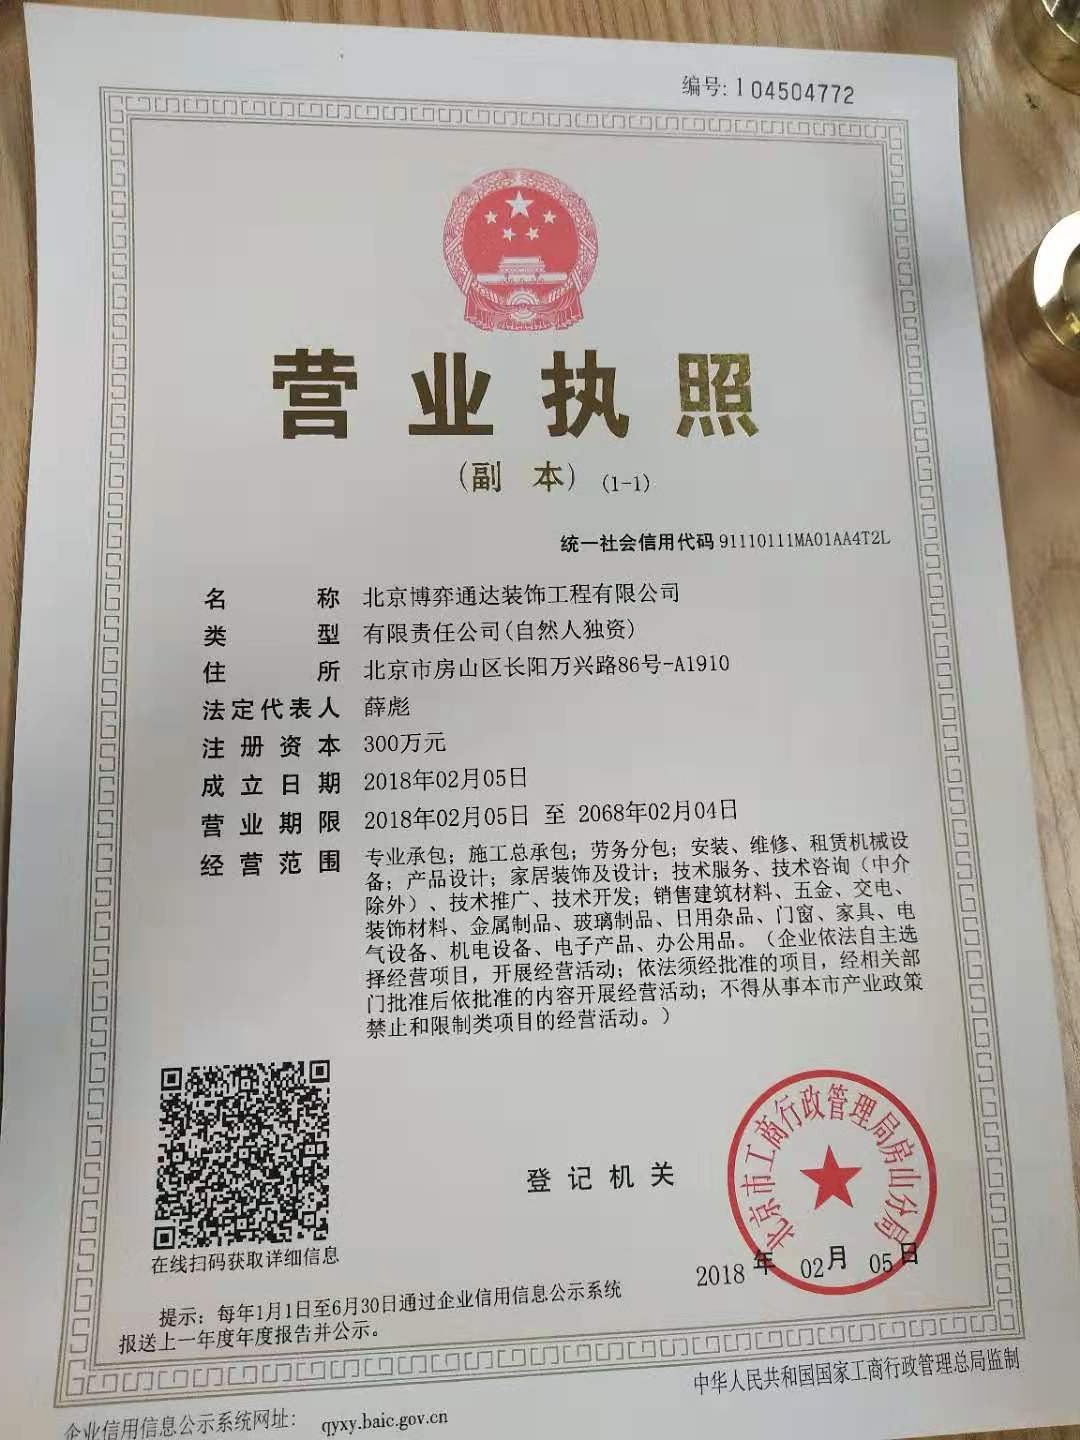 编号: 104504772
营业执照
(副 本) (1-1)
统一社会信用代码 91110111MA01AA4T2L
名 称 北京博弈通达装饰工程有限公司
类 型 有限责任公司(自然人独资)
住 所 北京市房山区长阳万兴路86号-A1910
法定代表人 薛彪
注册资本 300万元
成立日期 2018年02月05日
营业期限 2018年02月05日 至 2068年02月04日
经营范围 专业承包；施工总承包；劳务分包；安装、维修、租赁机械设
备；产品设计；家居装饰及设计；技术服务、技术咨询（中介
除外）、技术推广、技术开发；销售建筑材料、五金、交电、
装饰材料、金属制品、玻璃制品、日用杂品、门窗、家具、电
气设备、机电设备、电子产品、办公用品。（企业依法自主选
择经营项目，开展经营活动；依法须经批准的项目，经相关部
门批准后依批准的内容开展经营活动；不得从事本市产业政策
禁止和限制类项目的经营活动。）
在线扫码获取详细信息
登记机关
北京市工商行政管理局房山分局
2018年02月05日
提示：每年1月1日至6月30日通过企业信用信息公示系统
报送上一年度年度报告并公示。
企业信用信息公示系统网址： qyxy.baic.gov.cn
中华人民共和国国家工商行政管理总局监制